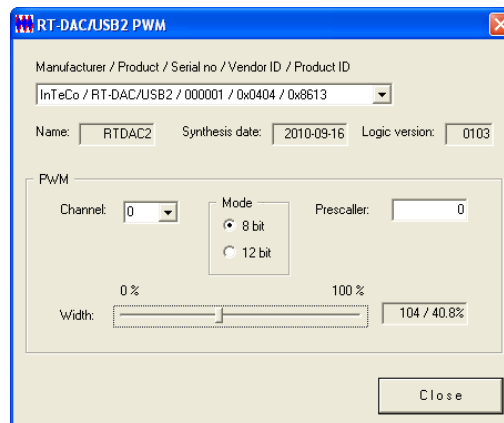 RT-DAC/USB2 PWM
Manufacturer / Product / Serial no / Vendor ID / Product ID
InTeCo / RT-DAC/USB2 / 000001 / 0x0404 / 0x8613
Name: RTDAC2 Synthesis date: 2010-09-16 Logic version: 0103
PWM
Channel: 0 Mode Prescaller: 0
8 bit
12 bit
0 % 100 %
Width: 104 / 40.8%
Close